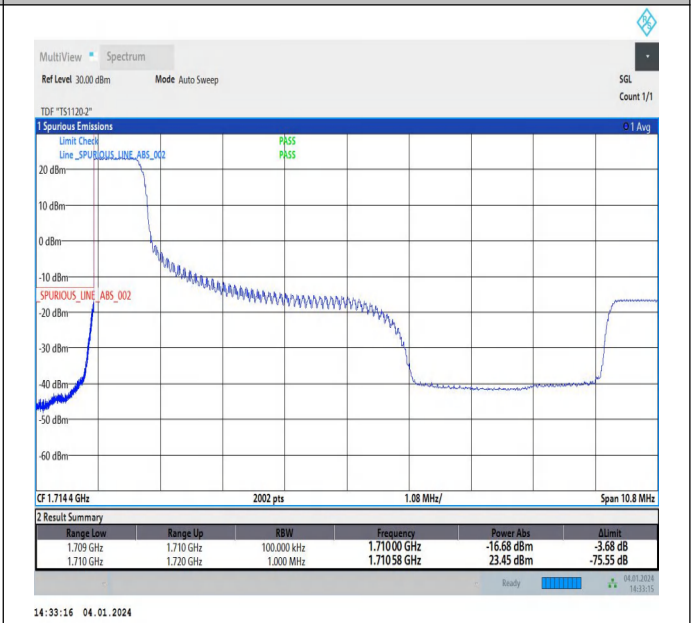 R S
MultiView Spectrum
Ref Level 30.00 dBm Mode Auto Sweep SGL
Count 1/1
TDF "TS1120-2"
1 Spurious Emissions 1 Avg
Limit Check PASS
Line _SPURIOUS_LINE_ABS_002 PASS
20 dBm
10 dBm
0 dBm
-10 dBm
_SPURIOUS_LINE_ABS_002
-20 dBm
-30 dBm
-40 dBm
-50 dBm
-60 dBm
CF 1.714 4 GHz 2002 pts 1.08 MHz/ Span 10.8 MHz
2 Result Summary
Range Low Range Up RBW Frequency Power Abs ΔLimit
1.709 GHz 1.710 GHz 100.000 kHz 1.71000 GHz -16.68 dBm -3.68 dB
1.710 GHz 1.720 GHz 1.000 MHz 1.71058 GHz 23.45 dBm -75.55 dB
Ready 04.01.2024
14:33:15
14:33:16 04.01.2024